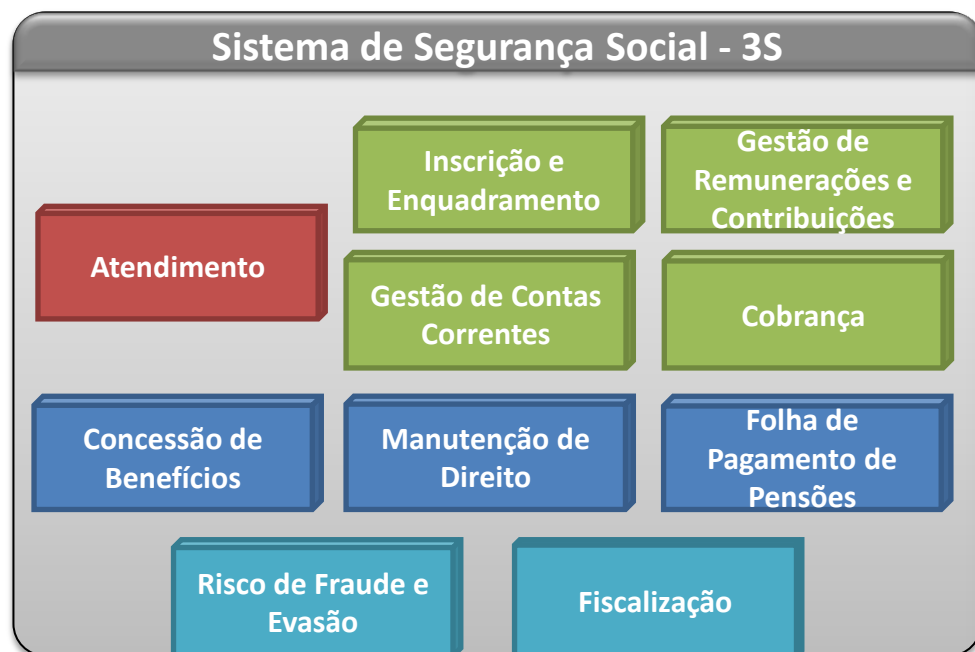 Sistema de Segurança Social - 3S
Inscrição e
Enquadramento
Gestão de
Remunerações e
Contribuições
Atendimento
Gestão de Contas
Correntes
Cobrança
Concessão de
Benefícios
Manutenção de
Direito
Folha de
Pagamento de
Pensões
Risco de Fraude e
Evasão
Fiscalização